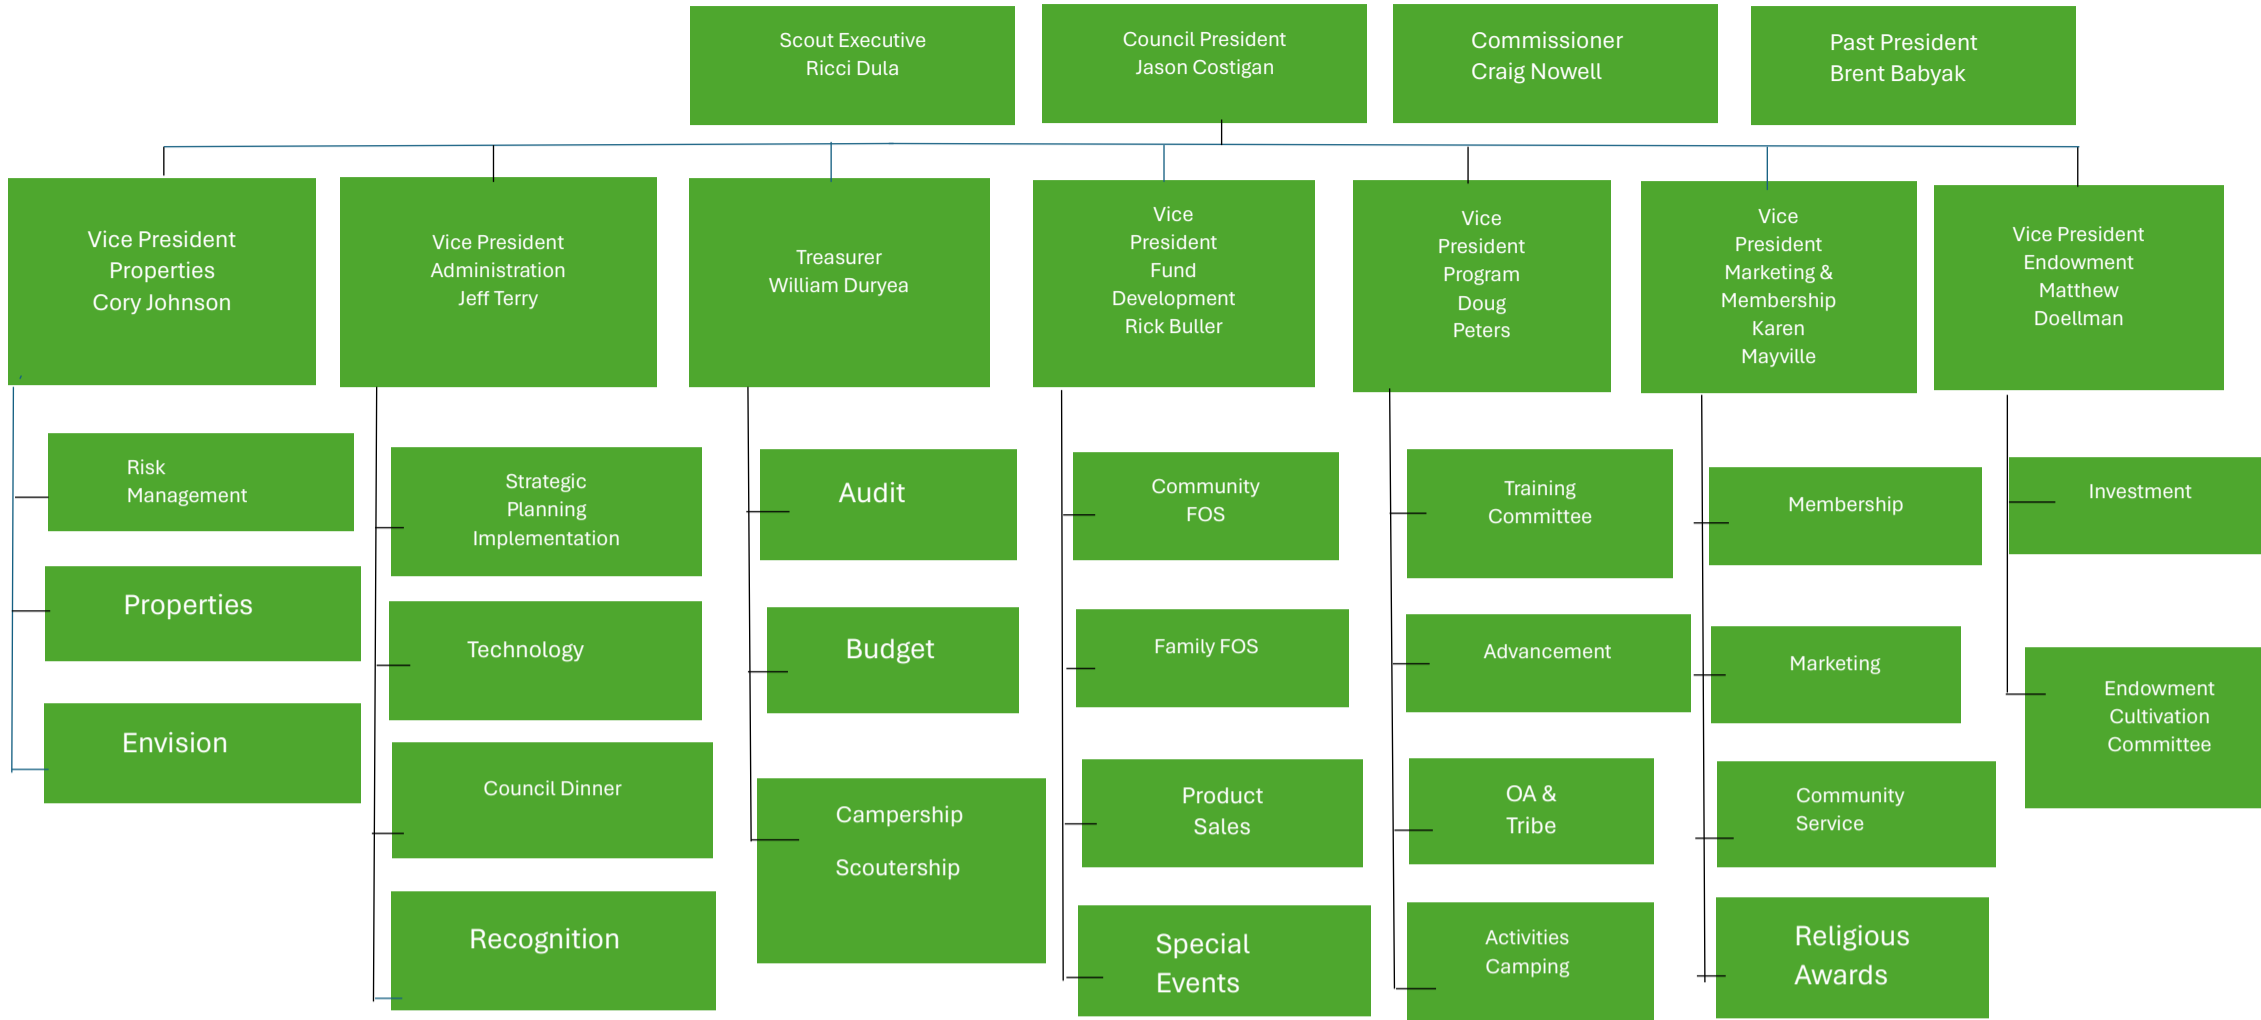 Scout Executive
Ricci Dula
Council President
Jason Costigan
Commissioner
Craig Nowell
Past President
Brent Babyak
Vice President
Properties
Cory Johnson
Vice President
Administration
Jeff Terry
Treasurer
William Duryea
Vice
President
Fund
Development
Rick Buller
Vice
President
Program
Doug
Peters
Vice
President
Marketing &
Membership
Karen
Mayville
Vice President
Endowment
Matthew
Doellman
Risk
Management
Properties
Envision
Strategic
Planning
Implementation
Technology
Council Dinner
Recognition
Audit
Budget
Campership
Scoutership
Community
FOS
Family FOS
Product
Sales
Special
Events
Training
Committee
Advancement
OA &
Tribe
Activities
Camping
Membership
Marketing
Community
Service
Religious
Awards
Investment
Endowment
Cultivation
Committee